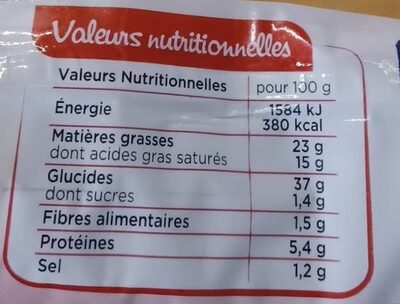 Valeurs nutritionnelles
Valeurs Nutritionnelles pour 100 g
Énergie 1584 kJ
380 kcal
Matières grasses 23 g
dont acides gras saturés 15 g
Glucides 37 g
dont sucres 1,4 g
Fibres alimentaires 1,5 g
Protéines 5,4 g
Sel 1,2 g